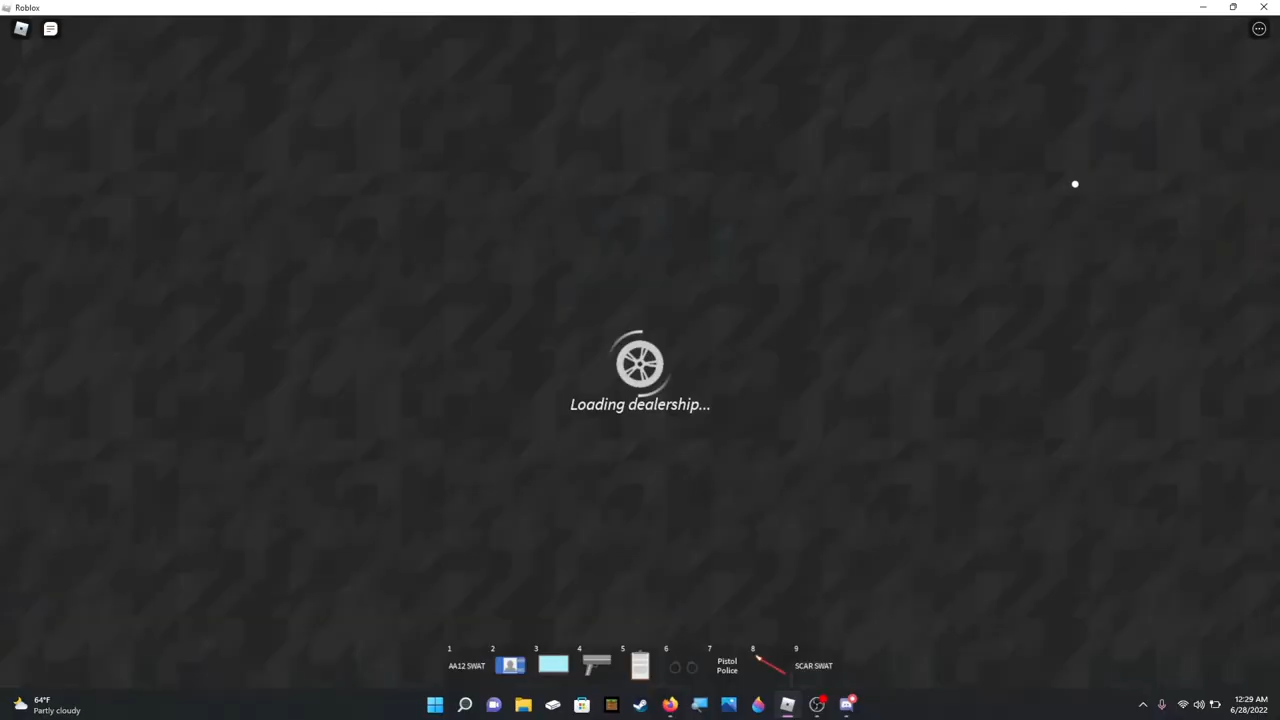 Roblox
Loading dealership...
1 2 3 4 5 6 7 8 9
AA12 SWAT
Pistol
Police
SCAR SWAT
64°F
Partly cloudy
12:29 AM
6/28/2022